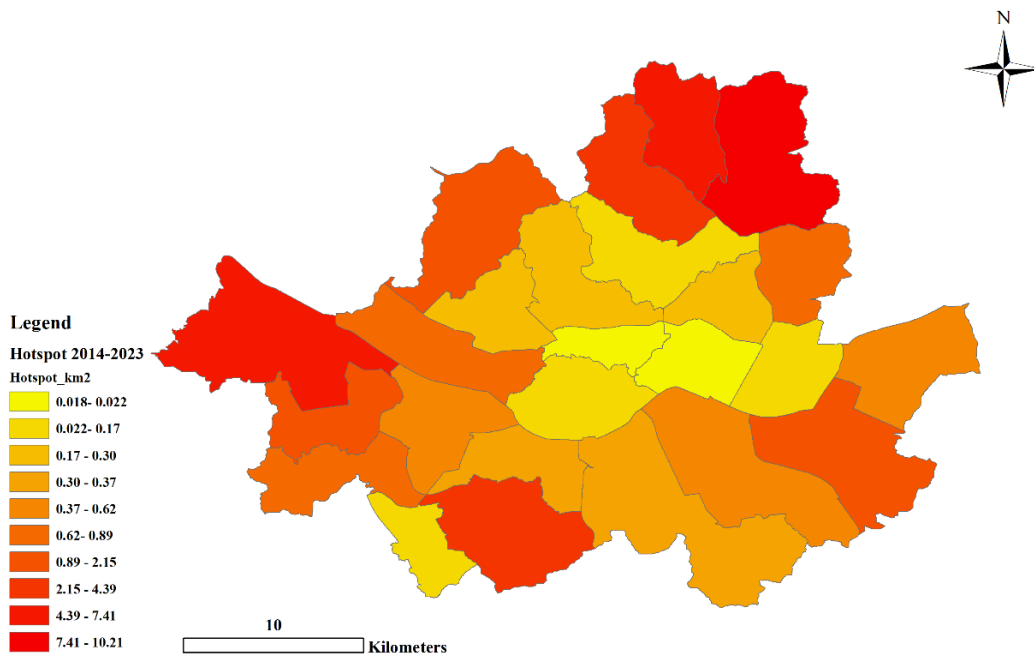 N
Legend
Hotspot 2014-2023
Hotspot_km2
0.018- 0.022
0.022- 0.17
0.17 - 0.30
0.30 - 0.37
0.37 - 0.62
0.62- 0.89
0.89 - 2.15
2.15 - 4.39
4.39 - 7.41
7.41 - 10.21
10
Kilometers